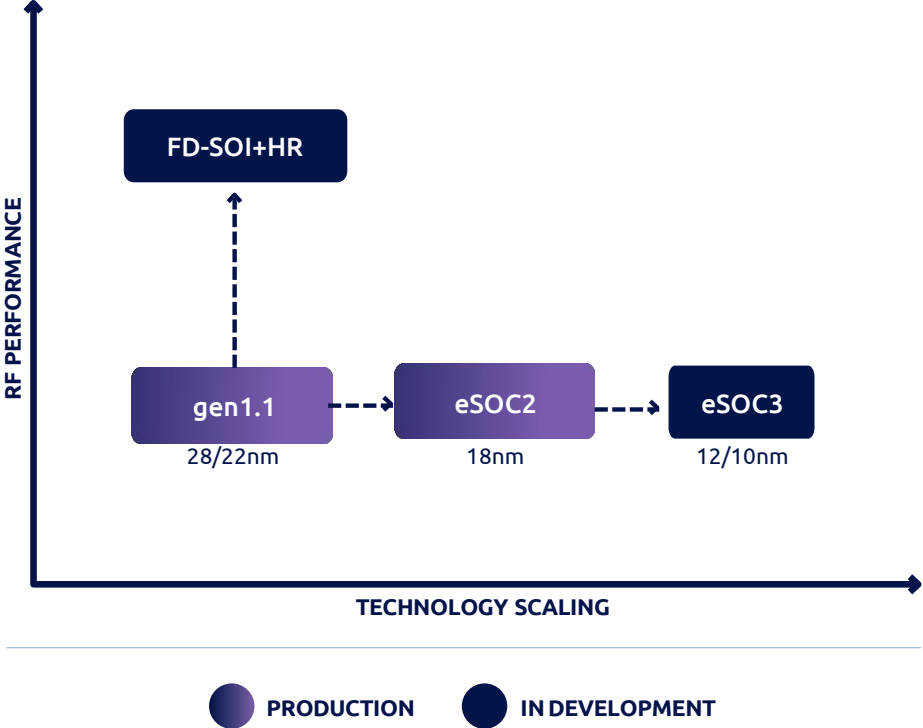 RF PERFORMANCE
FD-SOI+HR
gen1.1
28/22nm
eSOC2
18nm
eSOC3
12/10nm
TECHNOLOGY SCALING
PRODUCTION
IN DEVELOPMENT